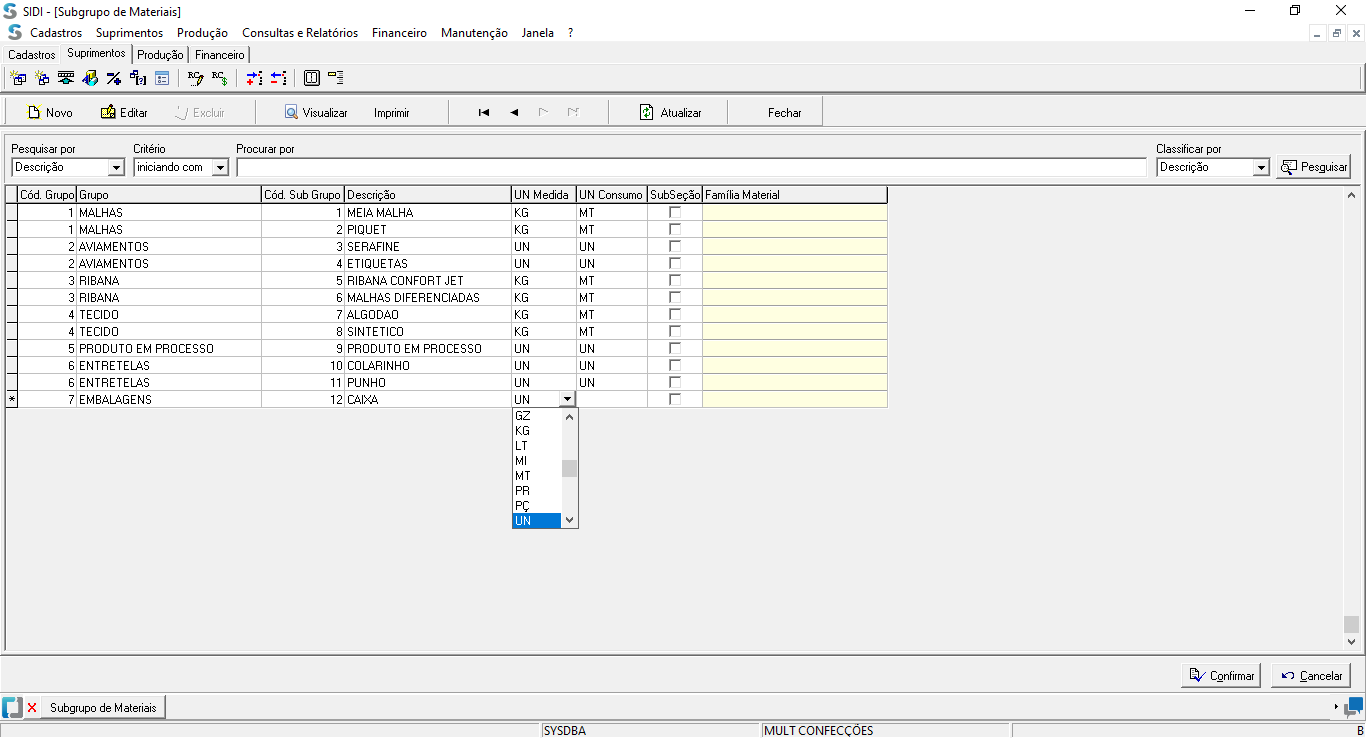 SIDI - [Subgrupo de Materiais]
Cadastros Suprimentos Produção Consultas e Relatórios Financeiro Manutenção Janela ?
Cadastros Suprimentos Produção Financeiro
Novo Editar Excluir Visualizar Imprimir Atualizar Fechar
Pesquisar por Critério Procurar por Classificar por
Descrição iniciando com Descrição Pesquisar
Cód. Grupo Grupo Cód. Sub Grupo Descrição UN Medida UN Consumo SubSeção Família Material
1 MALHAS 1 MEIA MALHA KG MT
1 MALHAS 2 PIQUET KG MT
2 AVIAMENTOS 3 SERAFINE UN UN
2 AVIAMENTOS 4 ETIQUETAS UN UN
3 RIBANA 5 RIBANA CONFORT JET KG MT
3 RIBANA 6 MALHAS DIFERENCIADAS KG MT
4 TECIDO 7 ALGODAO KG MT
4 TECIDO 8 SINTETICO KG MT
5 PRODUTO EM PROCESSO 9 PRODUTO EM PROCESSO UN UN
6 ENTRETELAS 10 COLARINHO UN UN
6 ENTRETELAS 11 PUNHO UN UN
* 7 EMBALAGENS 12 CAIXA UN
GZ
KG
LT
MI
MT
PR
PÇ
UN
Confirmar Cancelar
Subgrupo de Materiais
SYSDBA MULT CONFECÇÕES B